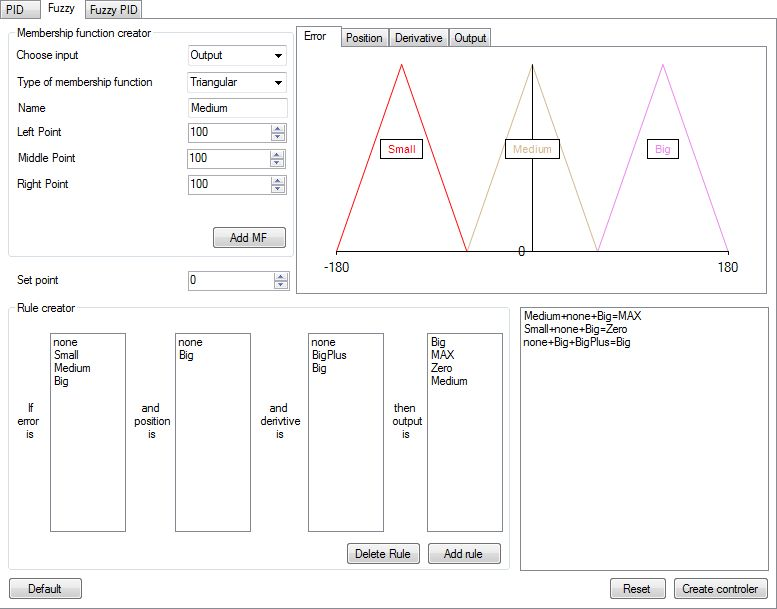 PID Fuzzy Fuzzy PID
Membership function creator
Choose input Output
Type of membership function Triangular
Name Medium
Left Point 100
Middle Point 100
Right Point 100
Add MF
Set point 0
Error Position Derivative Output
Small Medium Big
0
-180 180
Rule creator
If
error
is
none
Small
Medium
Big
and
position
is
none
Big
and
derivtive
is
none
BigPlus
Big
then
output
is
Big
MAX
Zero
Medium
Delete Rule Add rule
Medium+none+Big=MAX
Small+none+Big=Zero
none+Big+BigPlus=Big
Default Reset Create controler